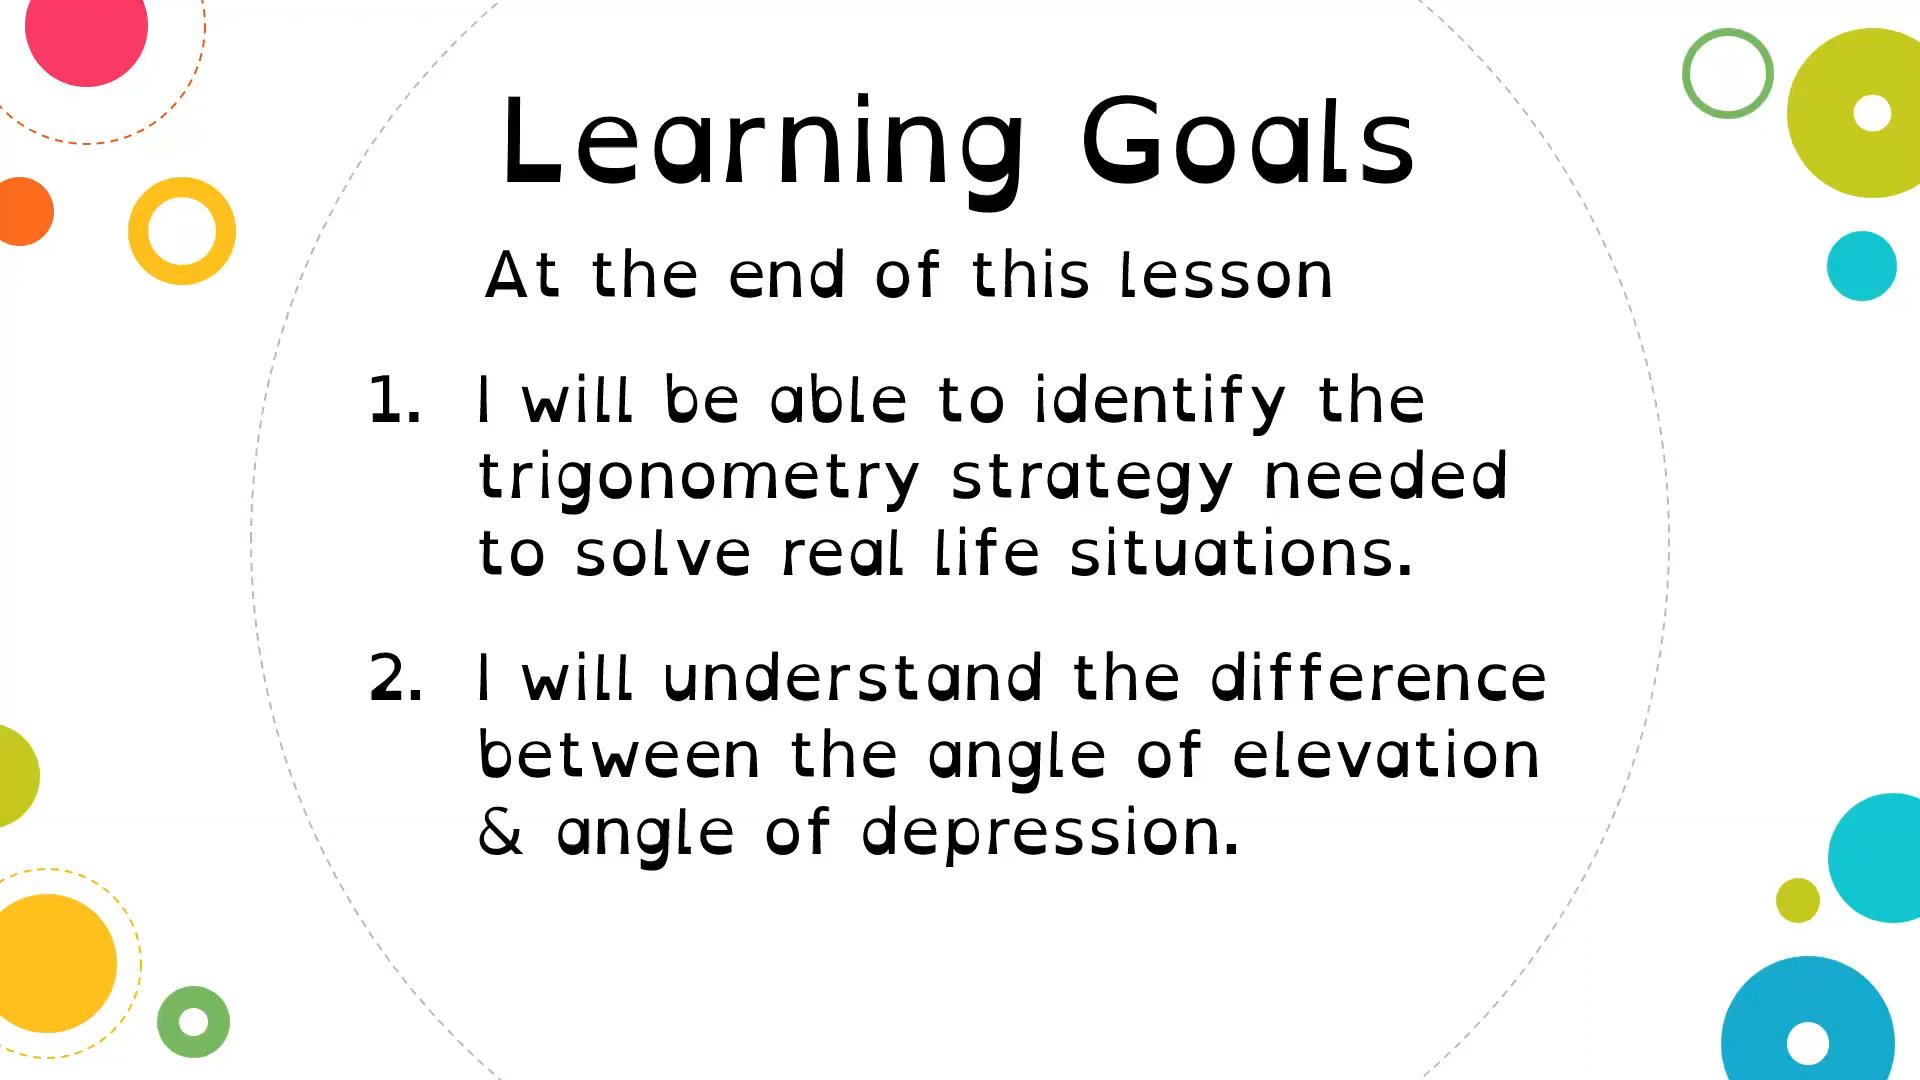 Learning Goals
At the end of this lesson
1. I will be able to identify the
trigonometry strategy needed
to solve real life situations.
2. I will understand the difference
between the angle of elevation
& angle of depression.